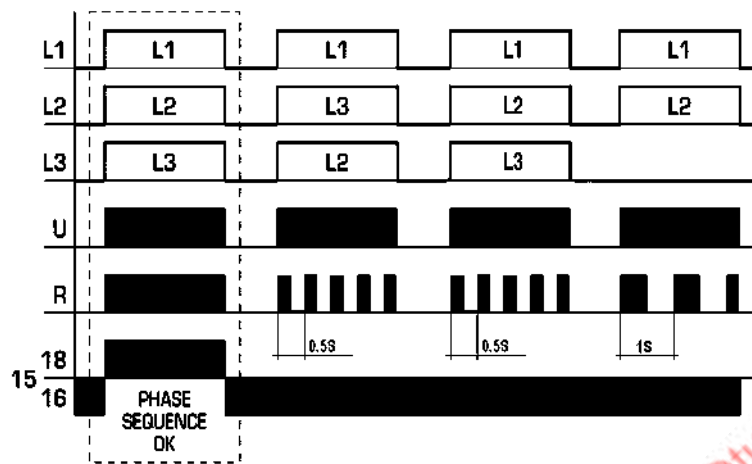 L1 L1 L1 L1 L1
L2 L2 L3 L2 L2
L3 L3 L2 L3
U
R
0.5S 0.5S 1S
18
15
16
PHASE
SEQUENCE
OK